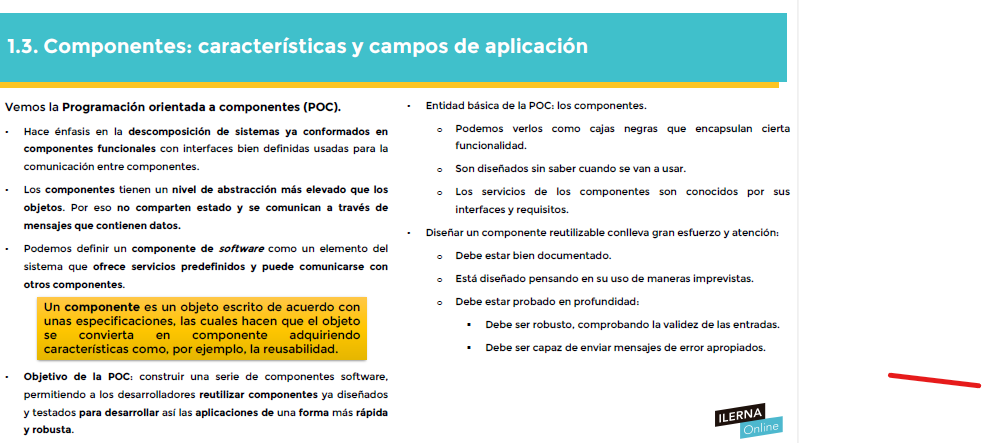 1.3. Componentes: características y campos de aplicación
Vemos la Programación orientada a componentes (POC).
• Hace énfasis en la descomposición de sistemas ya conformados en
componentes funcionales con interfaces bien definidas usadas para la
comunicación entre componentes.
• Los componentes tienen un nivel de abstracción más elevado que los
objetos. Por eso no comparten estado y se comunican a través de
mensajes que contienen datos.
• Podemos definir un componente de software como un elemento del
sistema que ofrece servicios predefinidos y puede comunicarse con
otros componentes.
Un componente es un objeto escrito de acuerdo con
unas especificaciones, las cuales hacen que el objeto
se convierta en componente adquiriendo
características como, por ejemplo, la reusabilidad.
• Objetivo de la POC: construir una serie de componentes software,
permitiendo a los desarrolladores reutilizar componentes ya diseñados
y testados para desarrollar así las aplicaciones de una forma más rápida
y robusta.
• Entidad básica de la POC: los componentes.
o Podemos verlos como cajas negras que encapsulan cierta
funcionalidad.
o Son diseñados sin saber cuando se van a usar.
o Los servicios de los componentes son conocidos por sus
interfaces y requisitos.
• Diseñar un componente reutilizable conlleva gran esfuerzo y atención:
o Debe estar bien documentado.
o Está diseñado pensando en su uso de maneras imprevistas.
o Debe estar probado en profundidad:
▪ Debe ser robusto, comprobando la validez de las entradas.
▪ Debe ser capaz de enviar mensajes de error apropiados.
ILERNA
Online